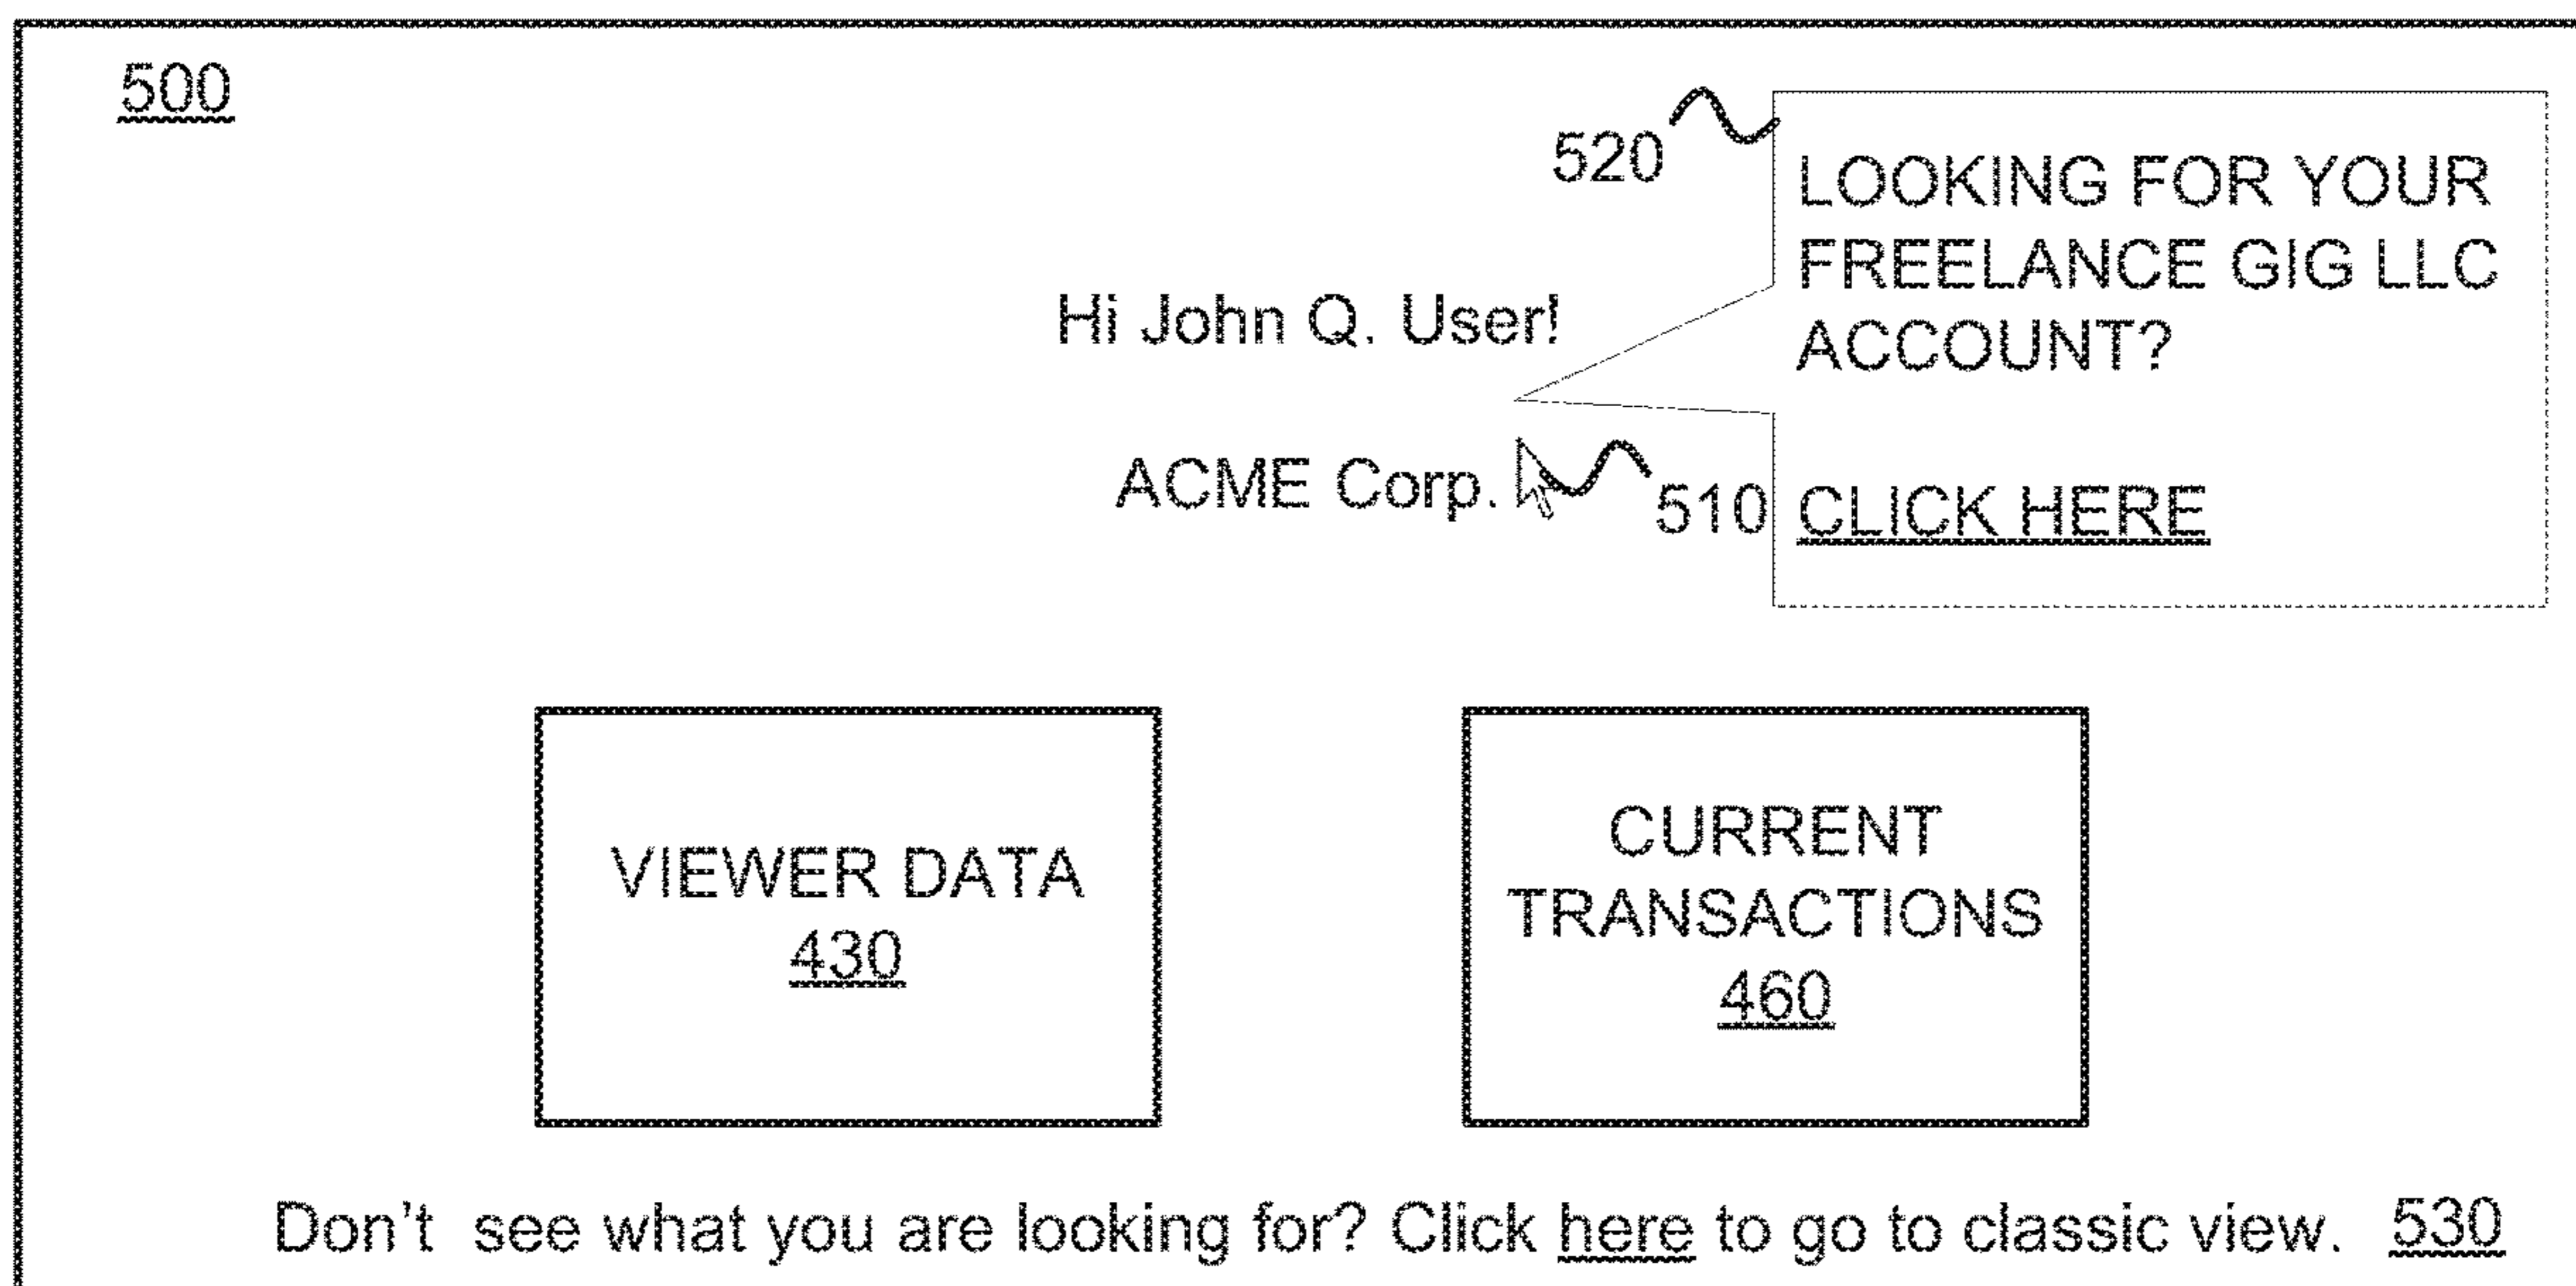 500
520
LOOKING FOR YOUR
FREELANCE GIG LLC
ACCOUNT?
Hi John Q. User!
ACME Corp.
510
CLICK HERE
VIEWER DATA
430
CURRENT
TRANSACTIONS
460
Don't see what you are looking for? Click here to go to classic view. 530